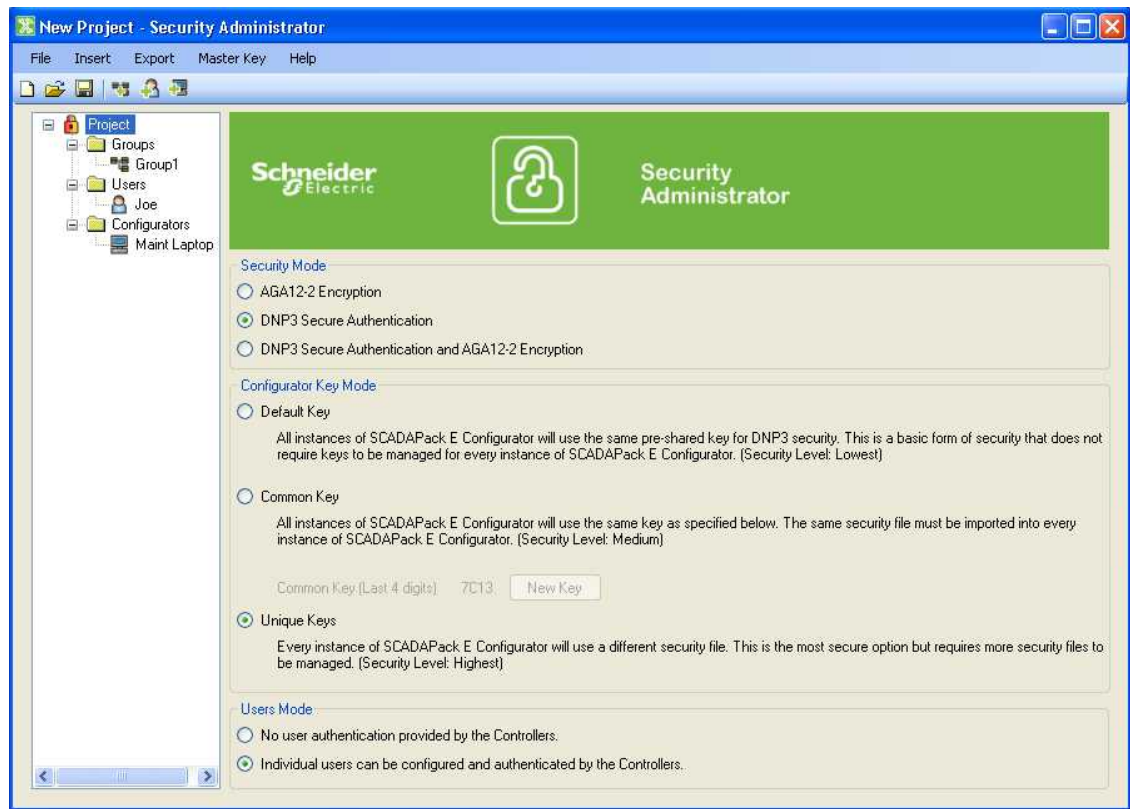 New Project - Security Administrator
File Insert Export Master Key Help
Project
Groups
Group1
Users
Joe
Configurators
Maint Laptop
Schneider
Electric
Security
Administrator
Security Mode
AGA12-2 Encryption
DNP3 Secure Authentication
DNP3 Secure Authentication and AGA12-2 Encryption
Configurator Key Mode
Default Key
All instances of SCADAPack E Configurator will use the same pre-shared key for DNP3 security. This is a basic form of security that does not
require keys to be managed for every instance of SCADAPack E Configurator. (Security Level: Lowest)
Common Key
All instances of SCADAPack E Configurator will use the same key as specified below. The same security file must be imported into every
instance of SCADAPack E Configurator. (Security Level: Medium)
Common Key (Last 4 digits) 7C13 New Key
Unique Keys
Every instance of SCADAPack E Configurator will use a different security file. This is the most secure option but requires more security files to
be managed. (Security Level: Highest)
Users Mode
No user authentication provided by the Controllers.
Individual users can be configured and authenticated by the Controllers.